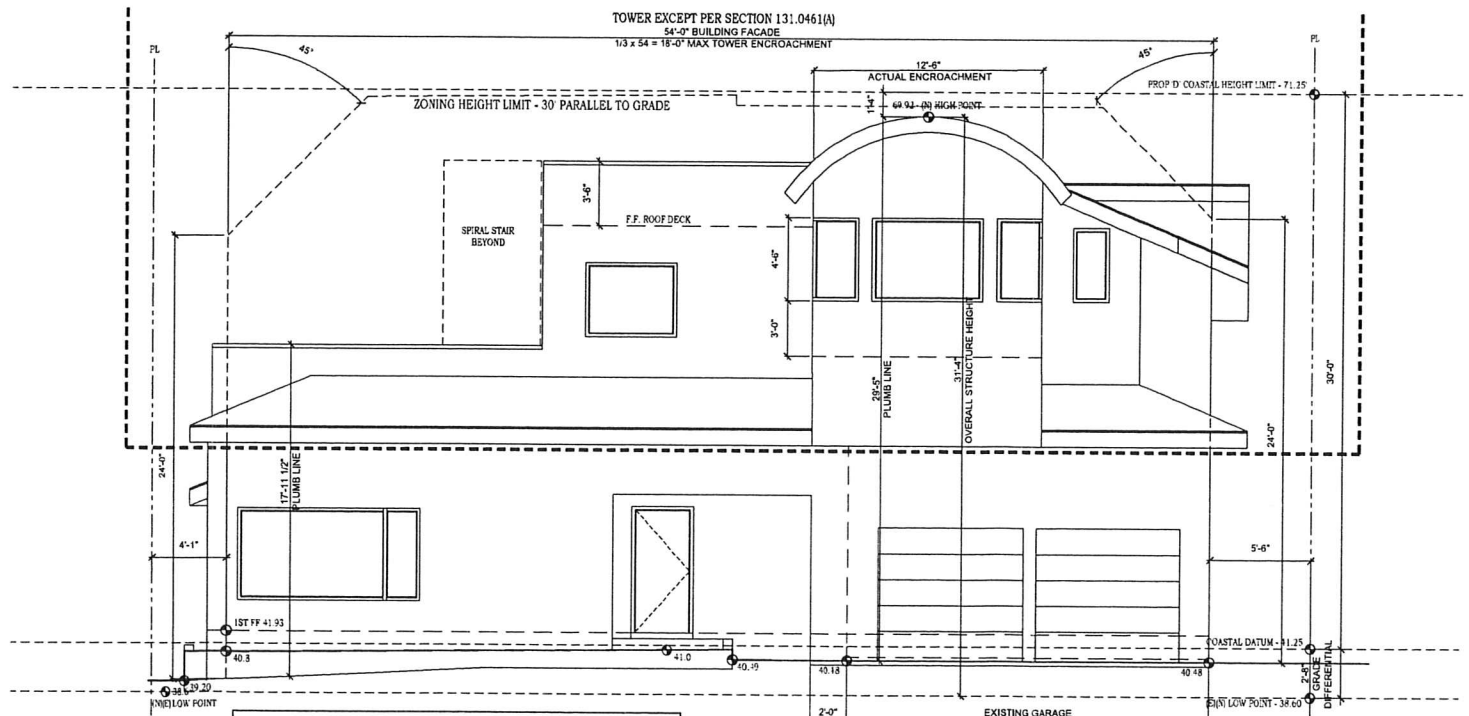 TOWER EXCEPT PER SECTION 131.0461(A)
54'-0" BUILDING FACADE
1/3 x 54 = 18'-0" MAX TOWER ENCROACHMENT
PL
PL
45°
45°
12'-6"
ACTUAL ENCROACHMENT
PROP 'D' COASTAL HEIGHT LIMIT - 71.25'
ZONING HEIGHT LIMIT - 30' PARALLEL TO GRADE
1'-4"
69.92 - (N) HIGH POINT
3'-6"
F.F. ROOF DECK
SPIRAL STAIR
BEYOND
4'-6"
3'-0"
29'-5"
PLUMB LINE
31'-4"
OVERALL STRUCTURE HEIGHT
30'-0"
24'-0"
24'-0"
17'-11 1/2"
PLUMB LINE
4'-1"
5'-6"
1ST FF 41.93
COASTAL DATUM - 41.25
40.8
41.0
40.49
40.48
39.20
2'-8"
GRADE
DIFFERENTIAL
LOW POINT
LOW POINT - 38.60
2'-0"
EXISTING GARAGE